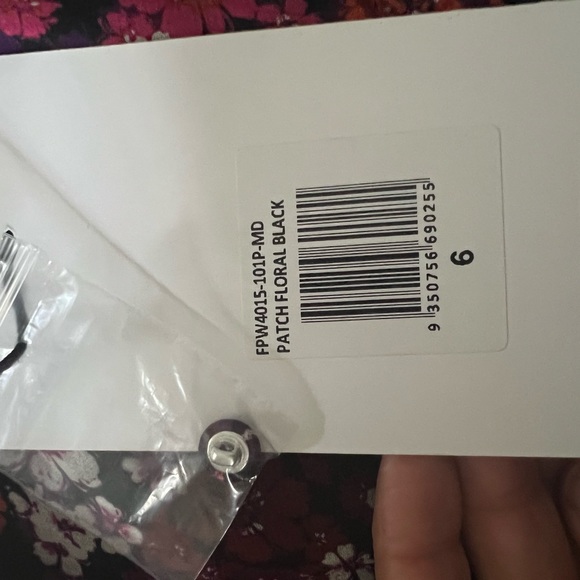 FPW4015-101P-MD
PATCH FLORAL BLACK
9 350756 690255
6